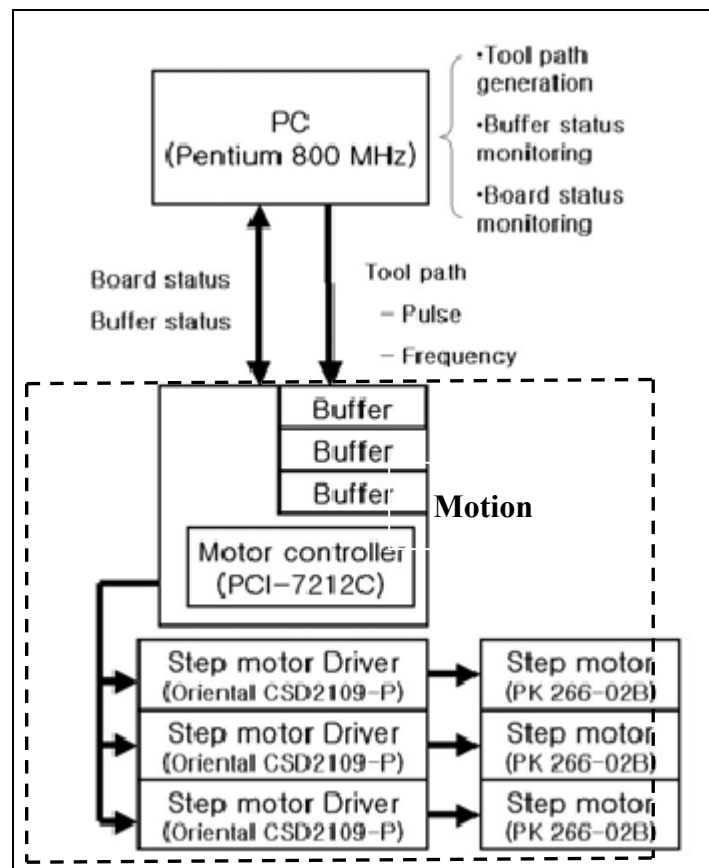 PC
(Pentium 800 MHz)
•Tool path
generation
•Buffer status
monitoring
•Board status
monitoring
Board status
Buffer status
Tool path
- Pulse
- Frequency
Buffer
Buffer
Buffer
Motion
Motor controller
(PCI-7212C)
Step motor Driver
(Oriental CSD2109-P)
Step motor
(PK 266-02B)
Step motor Driver
(Oriental CSD2109-P)
Step motor
(PK 266-02B)
Step motor Driver
(Oriental CSD2109-P)
Step motor
(PK 266-02B)